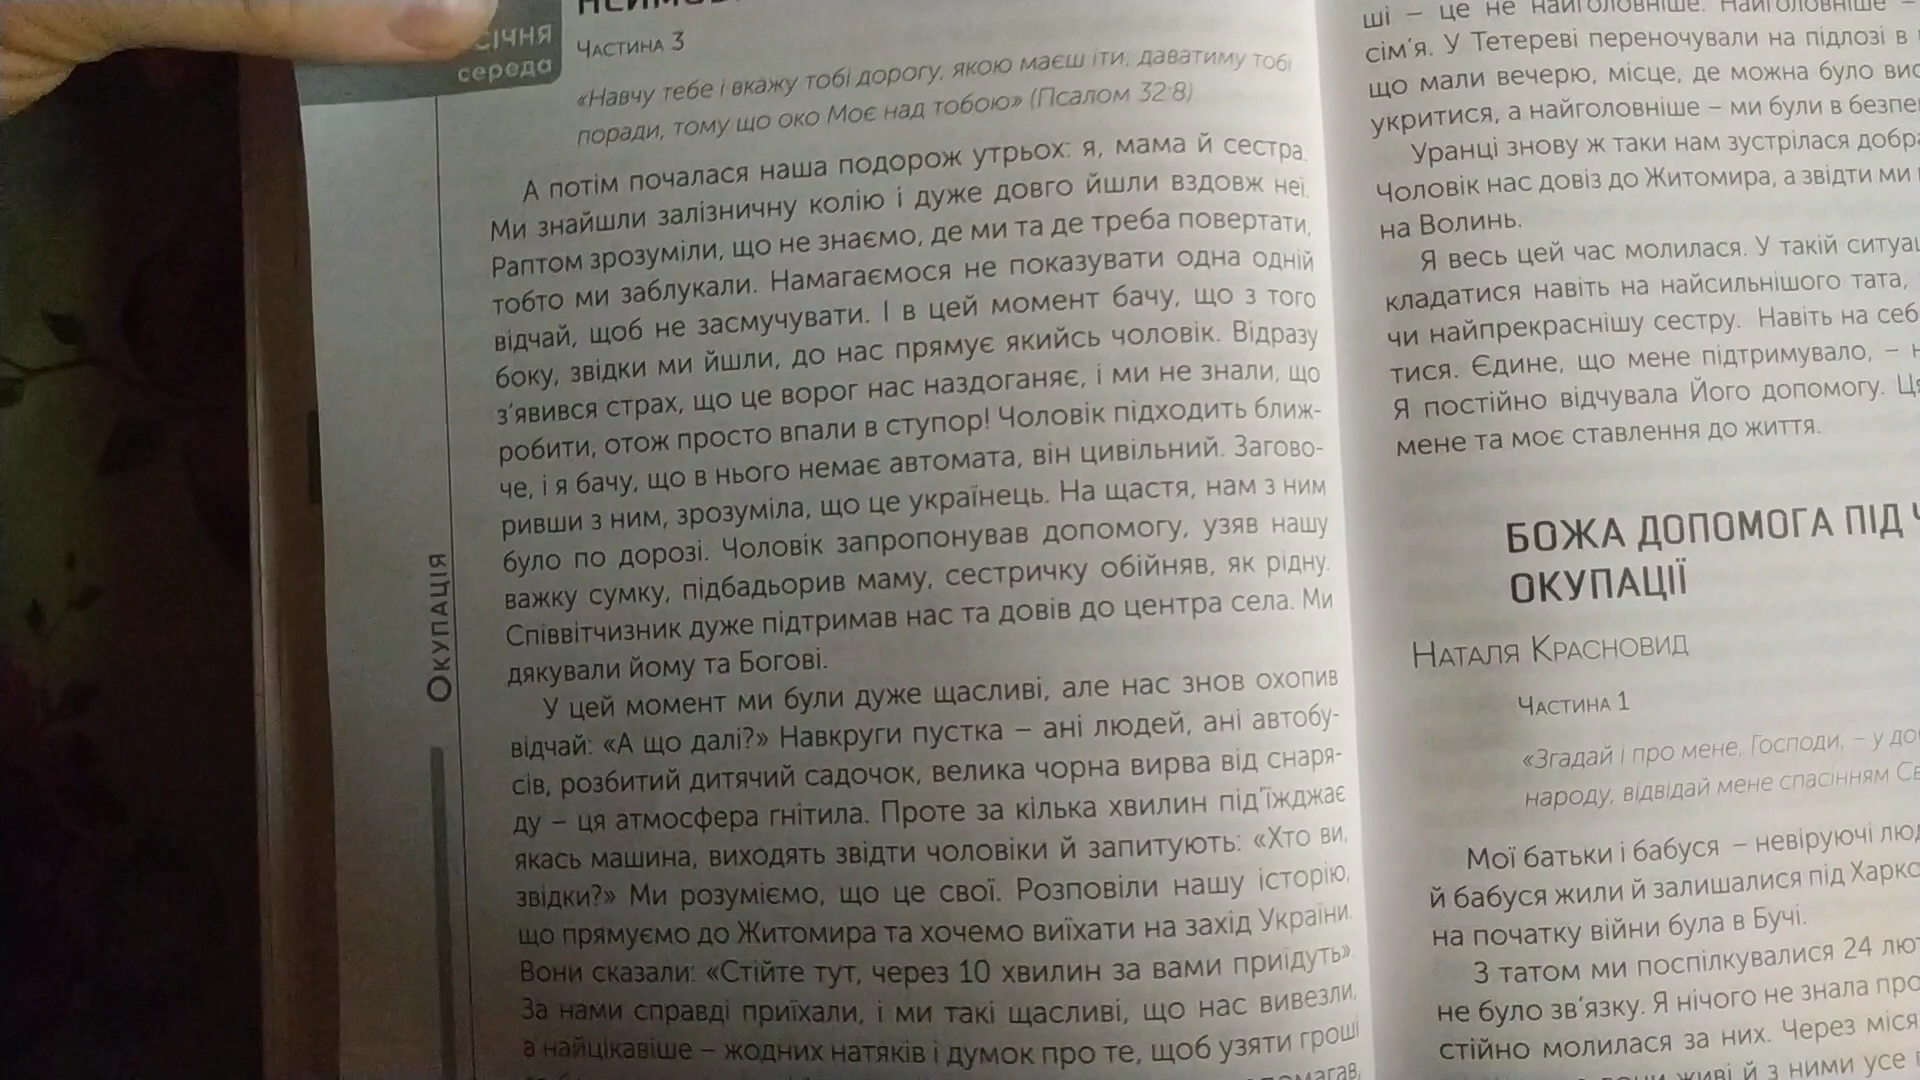 СІЧНЯ
середа
Частина 3
«Навчу тебе і вкажу тобі дорогу, якою маєш іти, даватиму тобі
поради, тому що око Моє над тобою» (Псалом 32:8)
А потім почалася наша подорож утрьох: я, мама й сестра.
Ми знайшли залізничну колію і дуже довго йшли вздовж неї.
Раптом зрозуміли, що не знаємо, де ми та де треба повертати,
тобто ми заблукали. Намагаємося не показувати одна одній
відчай, щоб не засмучувати. І в цей момент бачу, що з того
боку, звідки ми йшли, до нас прямує якийсь чоловік. Відразу
з'явився страх, що це ворог нас наздоганяє, і ми не знали, що
робити, отож просто впали в ступор! Чоловік підходить ближ-
че, і я бачу, що в нього немає автомата, він цивільний. Загово-
ривши з ним, зрозуміла, що це українець. На щастя, нам з ним
було по дорозі. Чоловік запропонував допомогу, узяв нашу
важку сумку, підбадьорив маму, сестричку обійняв, як рідну.
Співвітчизник дуже підтримав нас та довів до центра села. Ми
дякували йому та Богові.
У цей момент ми були дуже щасливі, але нас знов охопив
відчай: «А що далі?» Навкруги пустка – ані людей, ані автобу-
сів, розбитий дитячий садочок, велика чорна вирва від снаря-
ду – ця атмосфера гнітила. Проте за кілька хвилин під'їжджає
якась машина, виходять звідти чоловіки й запитують: «Хто ви,
звідки?» Ми розуміємо, що це свої. Розповіли нашу історію,
що прямуємо до Житомира та хочемо виїхати на захід України.
Вони сказали: «Стійте тут, через 10 хвилин за вами приїдуть».
За нами справді приїхали, і ми такі щасливі, що нас вивезли,
а найцікавіше – жодних натяків і думок про те, щоб узяти гроші
Окупація
ші – це не найголовніше. Найголовніше –
сім'я. У Тетереві переночували на підлозі в
що мали вечерю, місце, де можна було
укритися, а найголовніше – ми були в
Уранці знову ж таки нам зустрілася
Чоловік нас довіз до Житомира, а звідти ми
на Волинь.
Я весь цей час молилася. У такій
кладатися навіть на найсильнішого тата,
чи найпрекраснішу сестру. Навіть на
тися. Єдине, що мене підтримувало, –
Я постійно відчувала Його допомогу.
мене та моє ставлення до життя.
БОЖА ДОПОМОГА ПІД
ОКУПАЦІЇ
Наталя Красновид
Частина 1
«Згадай і про мене, Господи, – у
народу, відвідай мене спасінням
Мої батьки і бабуся – невіруючі
й бабуся жили й залишалися під
на початку війни була в Бучі.
З татом ми поспілкувалися 24
не було зв'язку. Я нічого не знала про
стійно молилася за них. Через
живі й з ними усе